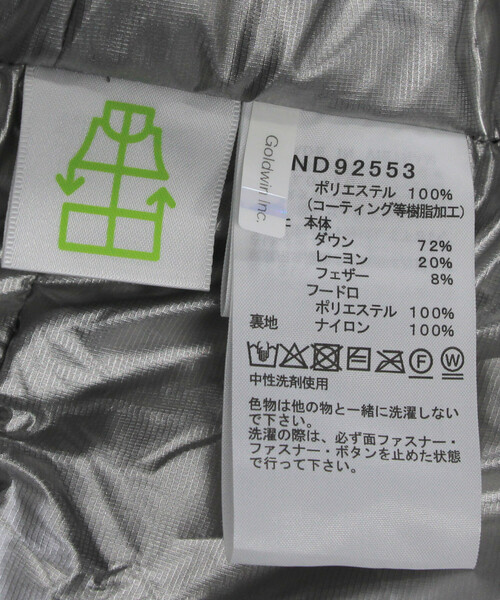 Goldwin Inc.
ND92553
ポリエステル 100%
(コーティング等樹脂加工)
本体
ダウン 72%
レーヨン 20%
フェザー 8%
フードロ
ポリエステル 100%
裏地 ナイロン 100%
F W
中性洗剤使用
色物は他の物と一緒に洗濯しない
で下さい。
洗濯の際は、必ず面ファスナー・
ファスナー・ボタンを止めた状態
で行って下さい。